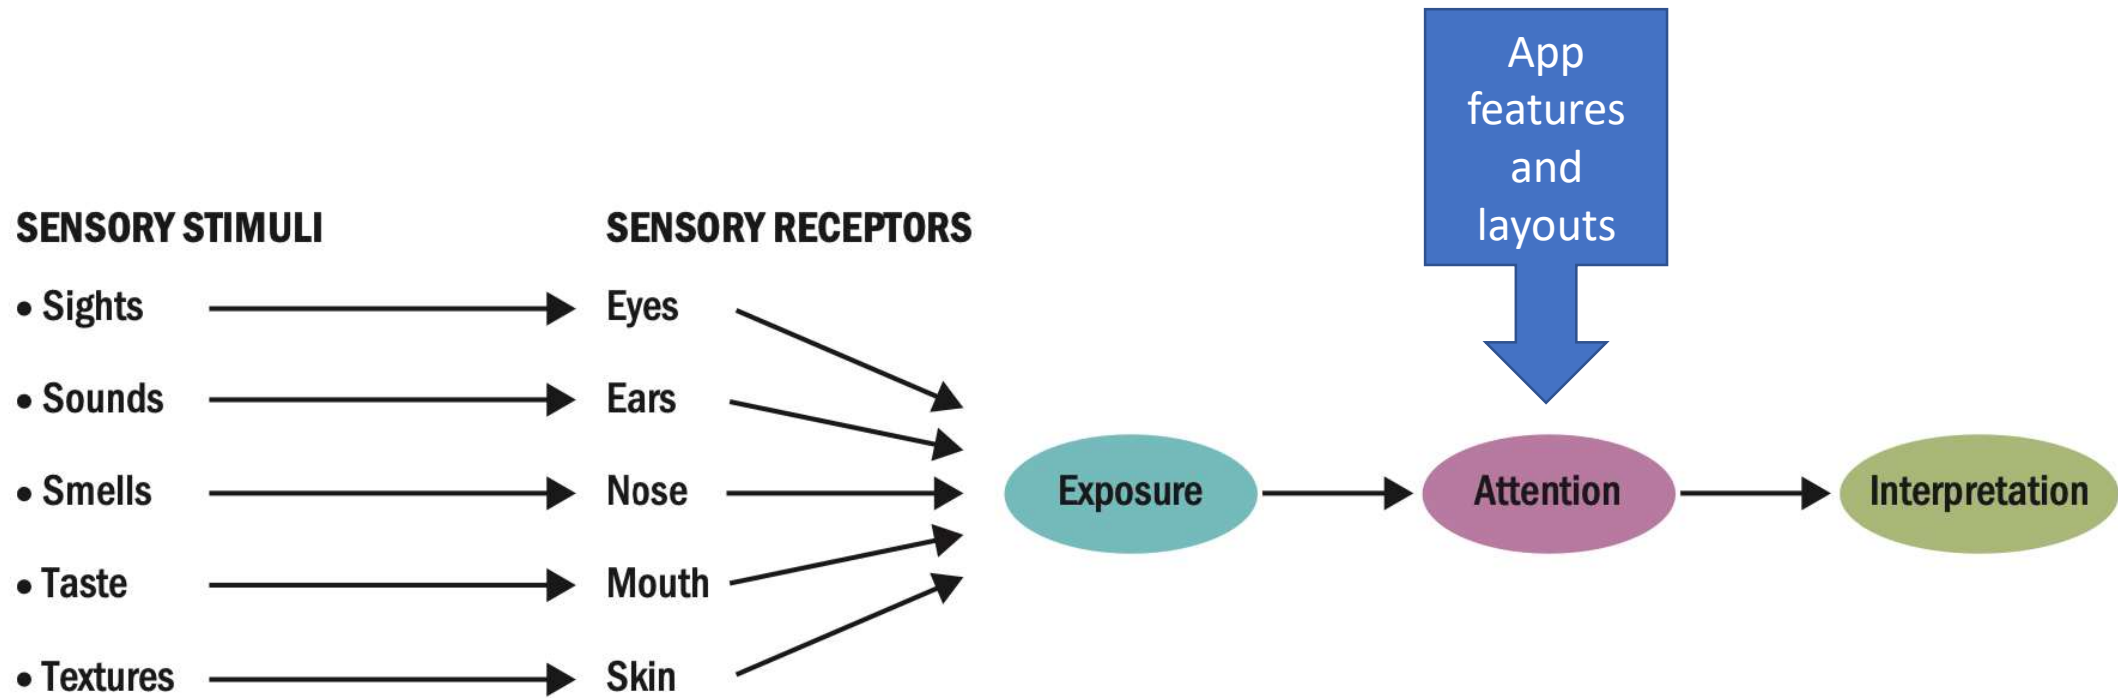 App
features
and
layouts
SENSORY STIMULI
SENSORY RECEPTORS
• Sights
Eyes
• Sounds
Ears
• Smells
Nose
• Taste
Mouth
• Textures
Skin
Exposure
Attention
Interpretation